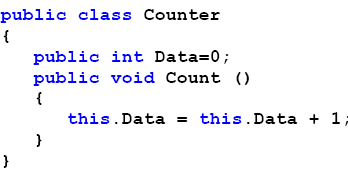 public class Counter
{
   public int Data=0;
   public void Count ()
   {
      this.Data = this.Data + 1;
   }
}